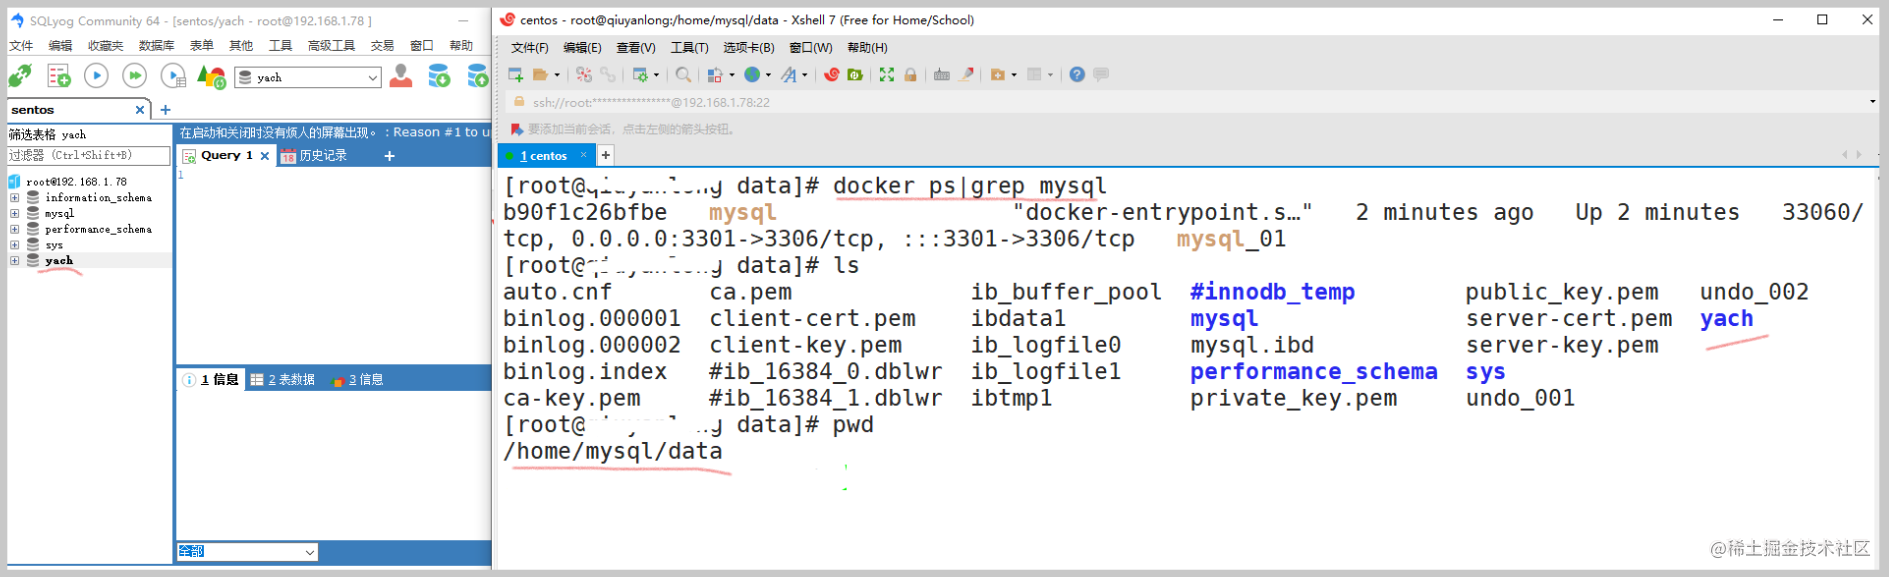 SQLyog Community 64 - [sentos/yach - root@192.168.1.78 ]
文件 编辑 收藏夹 数据库 表单 其他 工具 高级工具 交易 窗口 帮助
yach
sentos
筛选表格 yach
过滤器 (Ctrl+Shift+B)
root@192.168.1.78
information_schema
mysql
performance_schema
sys
yach
在启动和关闭时没有烦人的屏幕出现。: Reason #1 to u
Query 1
18 历史记录
1
1 信息 2 表数据 3 信息
全部
centos - root@qiuyanlong:/home/mysql/data - Xshell 7 (Free for Home/School)
文件(F) 编辑(E) 查看(V) 工具(T) 选项卡(B) 窗口(W) 帮助(H)
ssh://root:****************@192.168.1.78:22
要添加当前会话，点击左侧的箭头按钮。
1 centos
[root@qiuyanlong data]# docker ps|grep mysql
b90f1c26bfbe mysql "docker-entrypoint.s…" 2 minutes ago Up 2 minutes 33060/
tcp, 0.0.0.0:3301->3306/tcp, :::3301->3306/tcp mysql_01
[root@qiuyanlong data]# ls
auto.cnf ca.pem ib_buffer_pool #innodb_temp public_key.pem undo_002
binlog.000001 client-cert.pem ibdata1 mysql server-cert.pem yach
binlog.000002 client-key.pem ib_logfile0 mysql.ibd server-key.pem
binlog.index #ib_16384_0.dblwr ib_logfile1 performance_schema sys
ca-key.pem #ib_16384_1.dblwr ibtmp1 private_key.pem undo_001
[root@qiuyanlong data]# pwd
/home/mysql/data
@稀土掘金技术社区